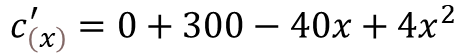 c′₍ₓ₎ = 0 + 300 − 40x + 4x²